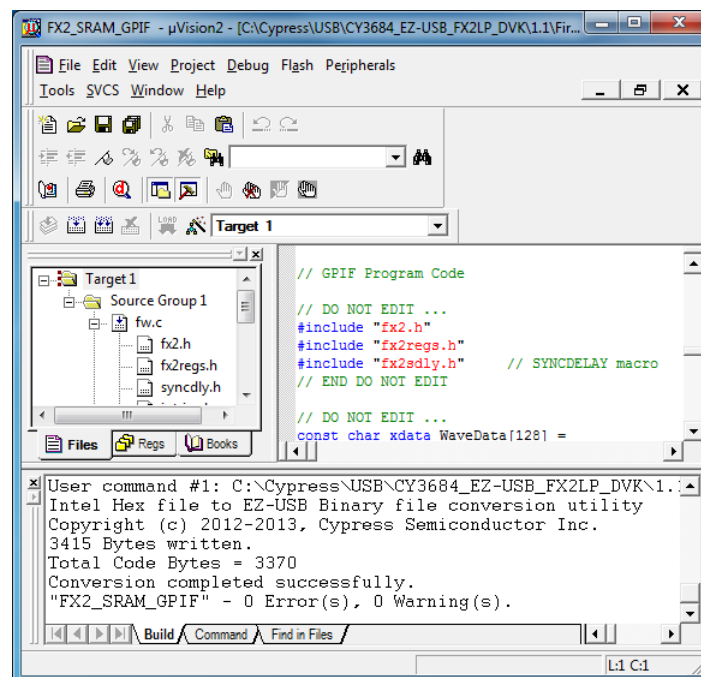 FX2_SRAM_GPIF - µVision2 - [C:\Cypress\USB\CY3684_EZ-USB_FX2LP_DVK\1.1\Fir...
File Edit View Project Debug Flash Peripherals
Tools SVCS Window Help
LOAD Target 1
Target 1
Source Group 1
fw.c
fx2.h
fx2regs.h
syncdly.h
Files Regs Books
// GPIF Program Code
// DO NOT EDIT ...
#include "fx2.h"
#include "fx2regs.h"
#include "fx2sdly.h" // SYNCDELAY macro
// END DO NOT EDIT
// DO NOT EDIT ...
const char xdata WaveData[128] =
User command #1: C:\Cypress\USB\CY3684_EZ-USB_FX2LP_DVK\1.
Intel Hex file to EZ-USB Binary file conversion utility
Copyright (c) 2012-2013, Cypress Semiconductor Inc.
3415 Bytes written.
Total Code Bytes = 3370
Conversion completed successfully.
"FX2_SRAM_GPIF" - 0 Error(s), 0 Warning(s).
Build Command Find in Files
L:1 C:1